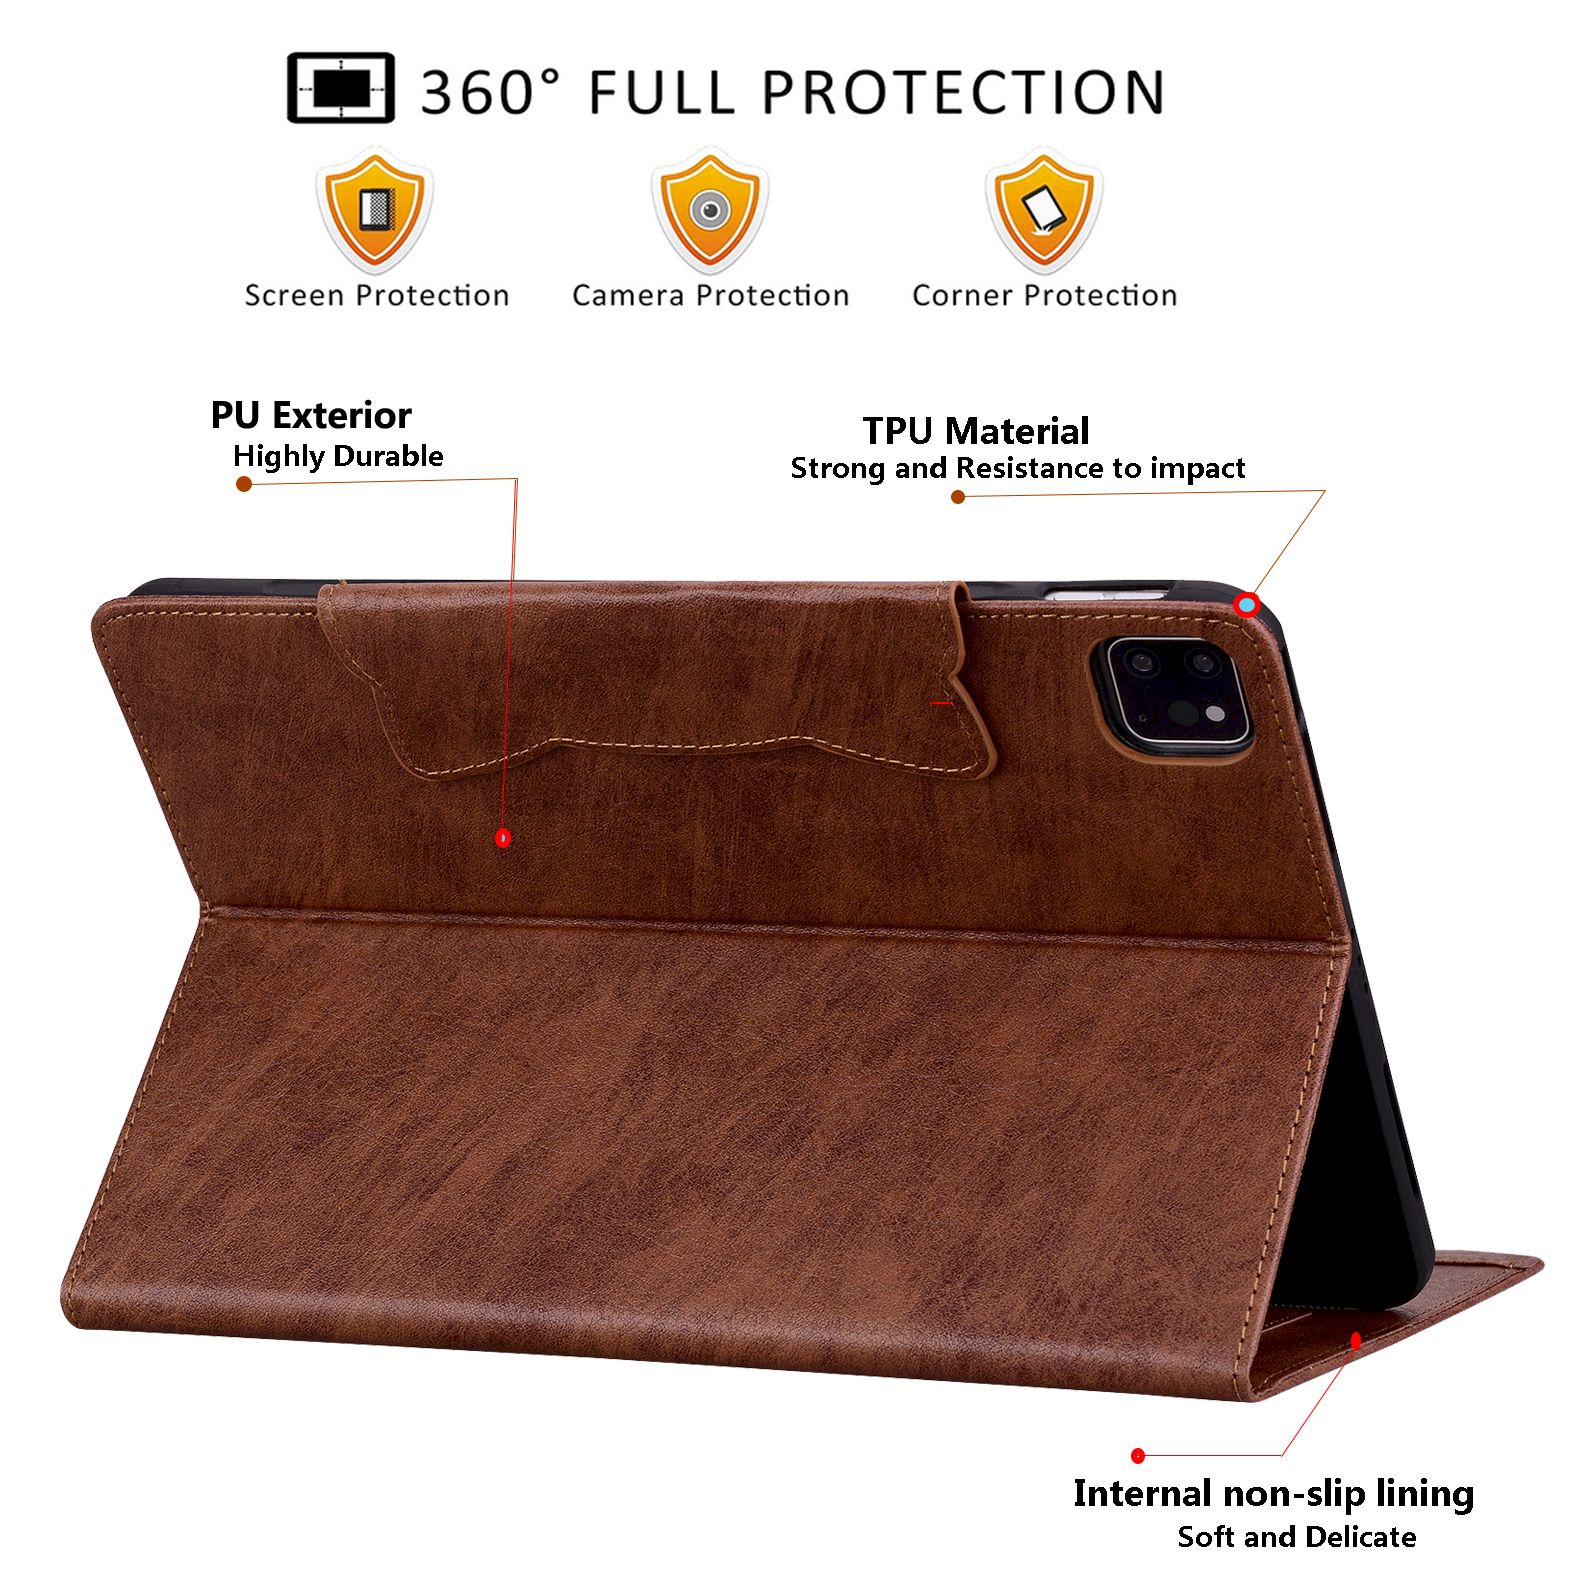 360° FULL PROTECTION
Screen Protection
Camera Protection
Corner Protection
PU Exterior
Highly Durable
TPU Material
Strong and Resistance to impact
Internal non-slip lining
Soft and Delicate